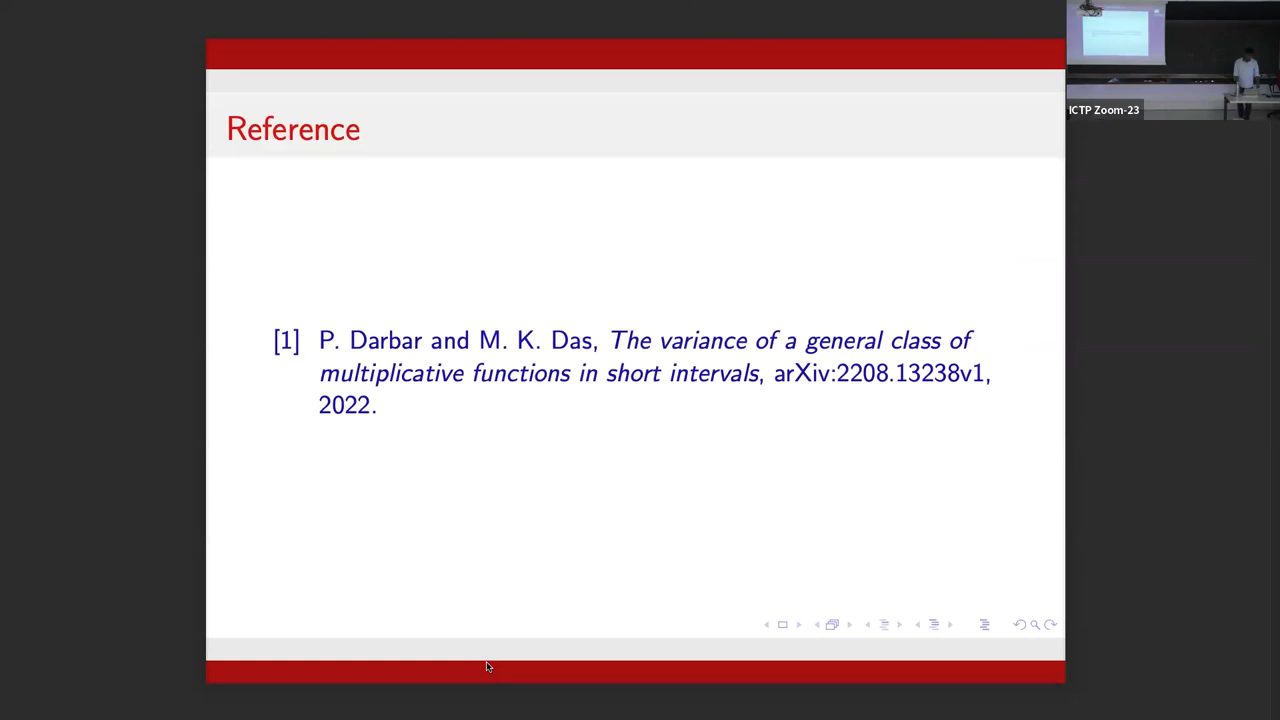 ICTP Zoom-23
Reference
[1] P. Darbar and M. K. Das, The variance of a general class of
multiplicative functions in short intervals, arXiv:2208.13238v1,
2022.